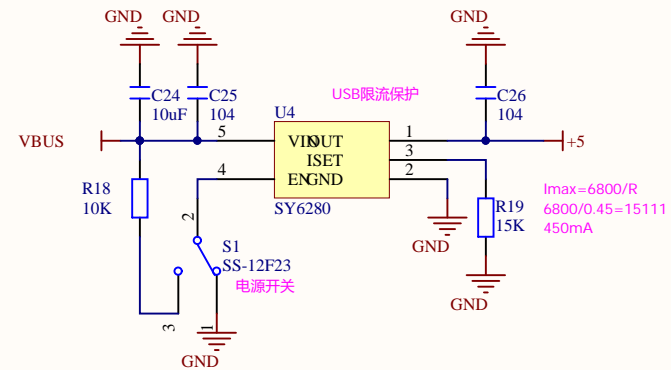 GND
GND
GND
C24
10uF
C25
104
C26
104
USB限流保护
U4
VBUS
5
VIN
OUT
1
+5
ISET
3
4
EN
GND
2
SY6280
R18
10K
R19
15K
Imax=6800/R
6800/0.45=15111
450mA
2
S1
SS-12F23
电源开关
GND
GND
3
1
GND